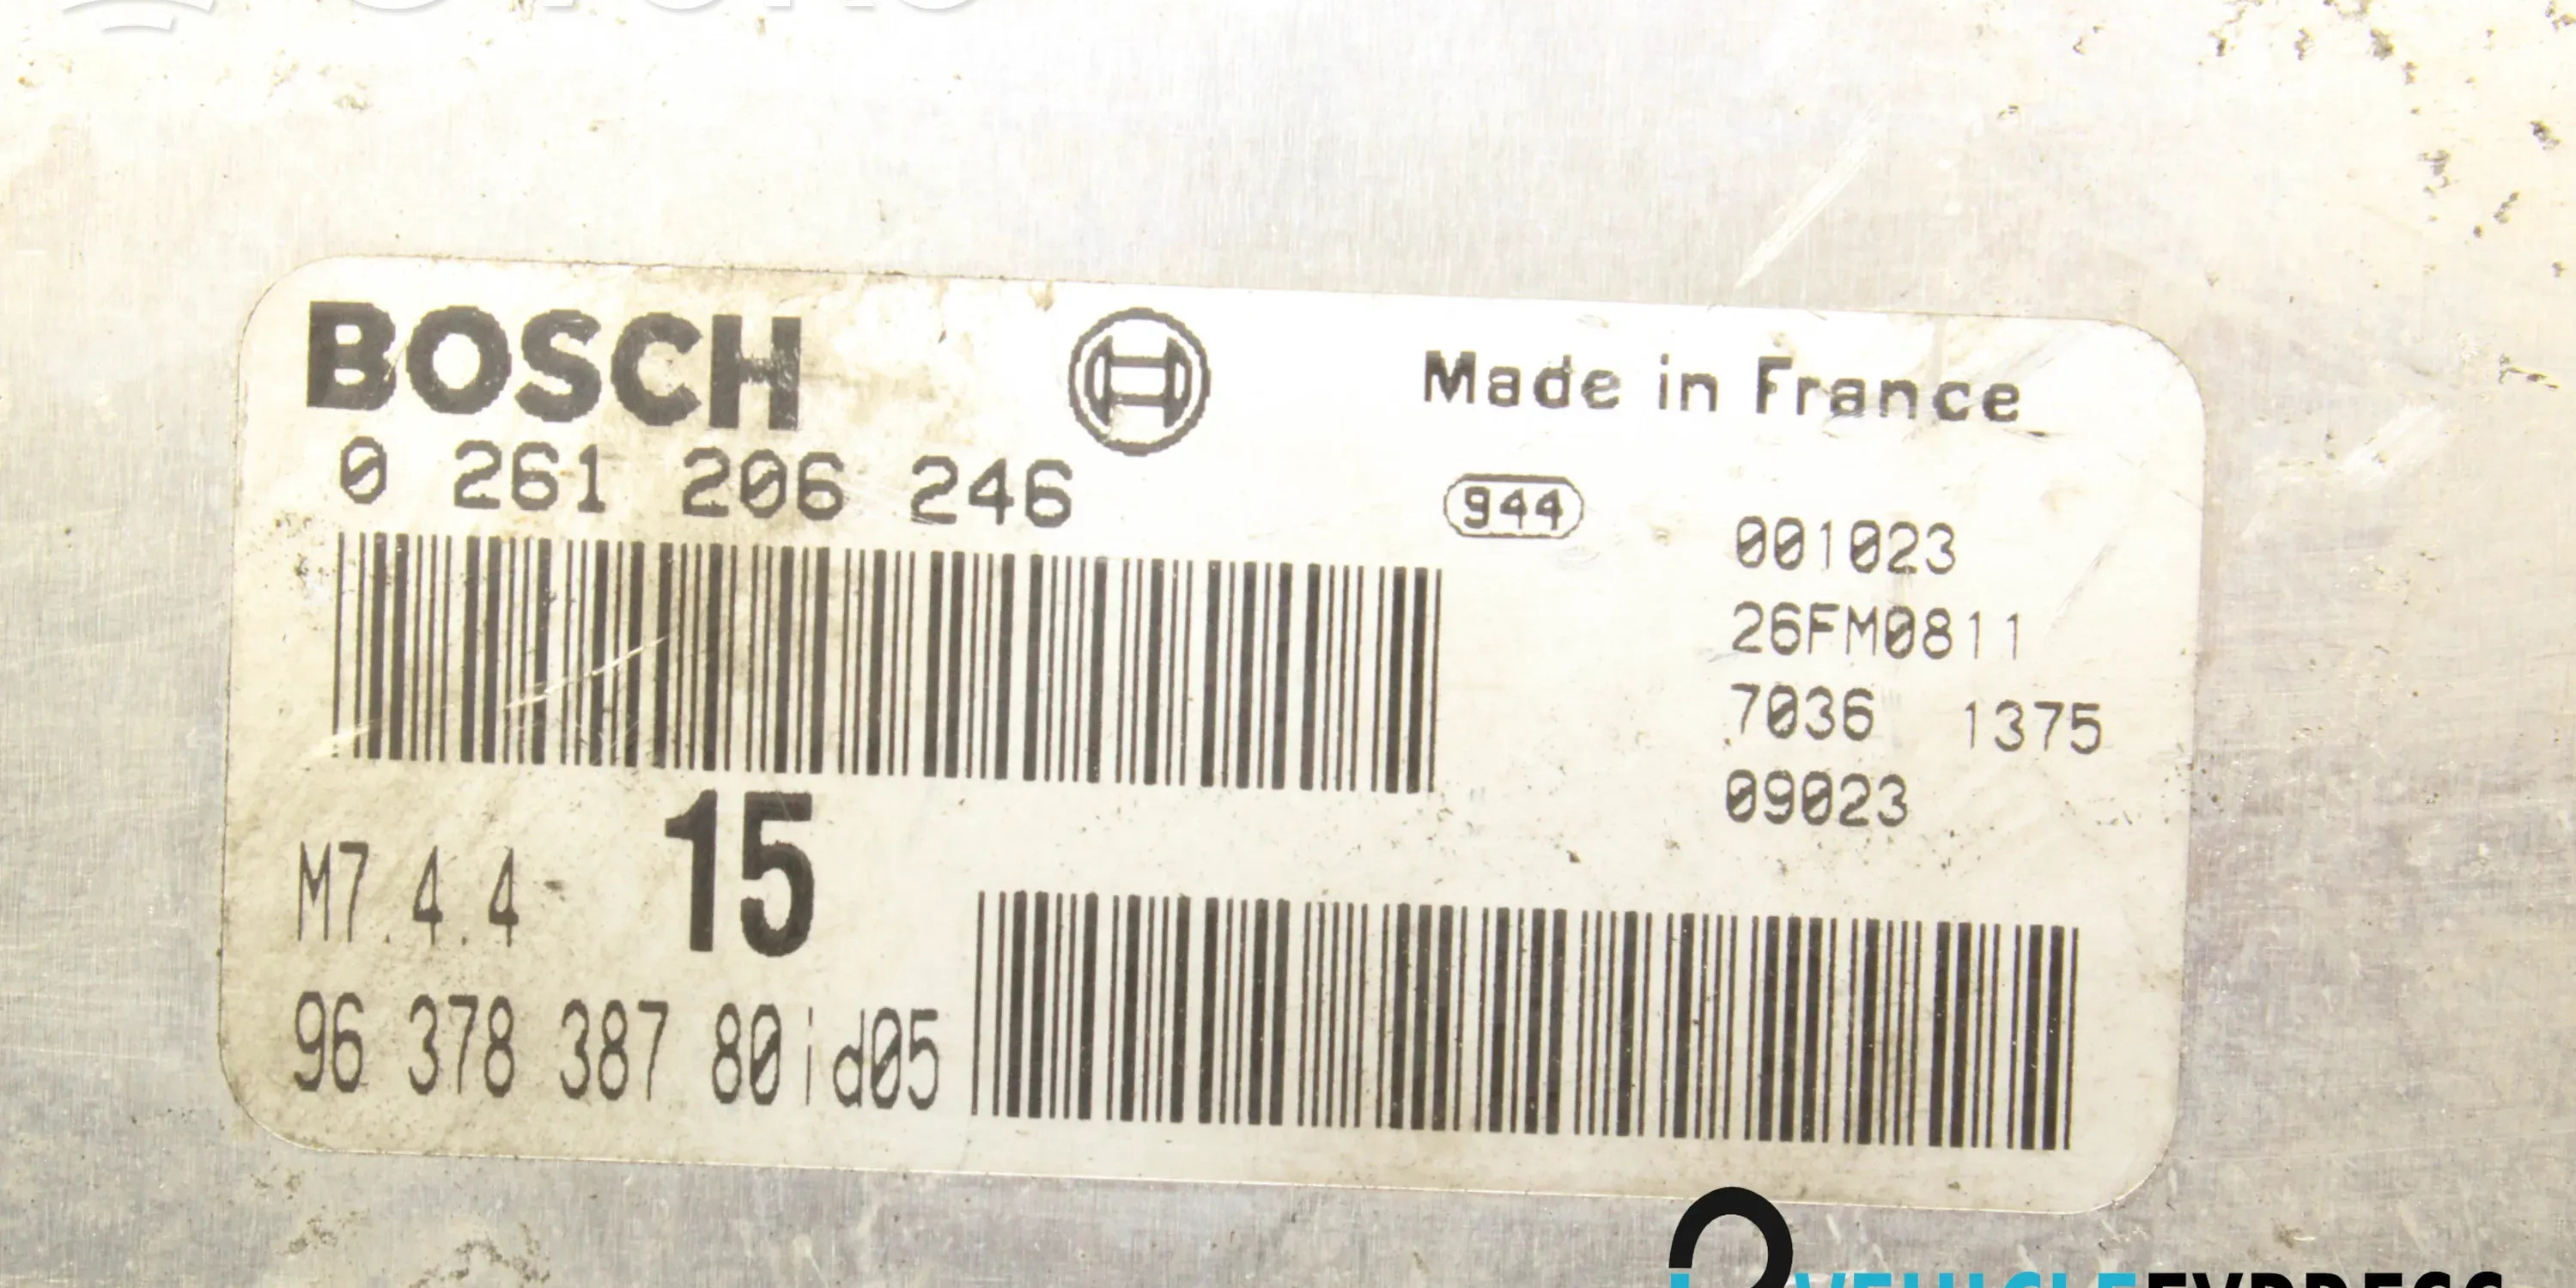 BOSCH
Made in France
0 261 206 246
944
001023
26FM0811
7036 1375
09023
M7.4.4 15
96 378 387 80id05
VEHICLEEXPRESS